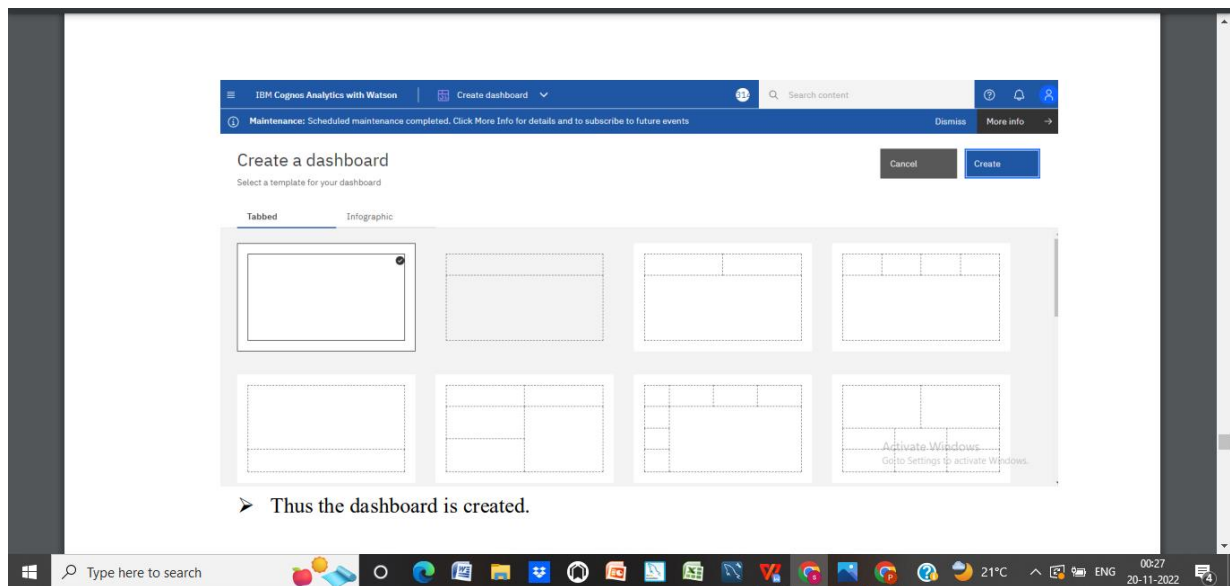 IBM Cognos Analytics with Watson
Create dashboard
Search content
Maintenance: Scheduled maintenance completed. Click More Info for details and to subscribe to future events
Dismiss
More info
Create a dashboard
Cancel
Create
Select a template for your dashboard
Tabbed
Infographic
Activate Windows
Go to Settings to activate Windows.
➢ Thus the dashboard is created.
Type here to search
21°C
ENG
00:27
20-11-2022